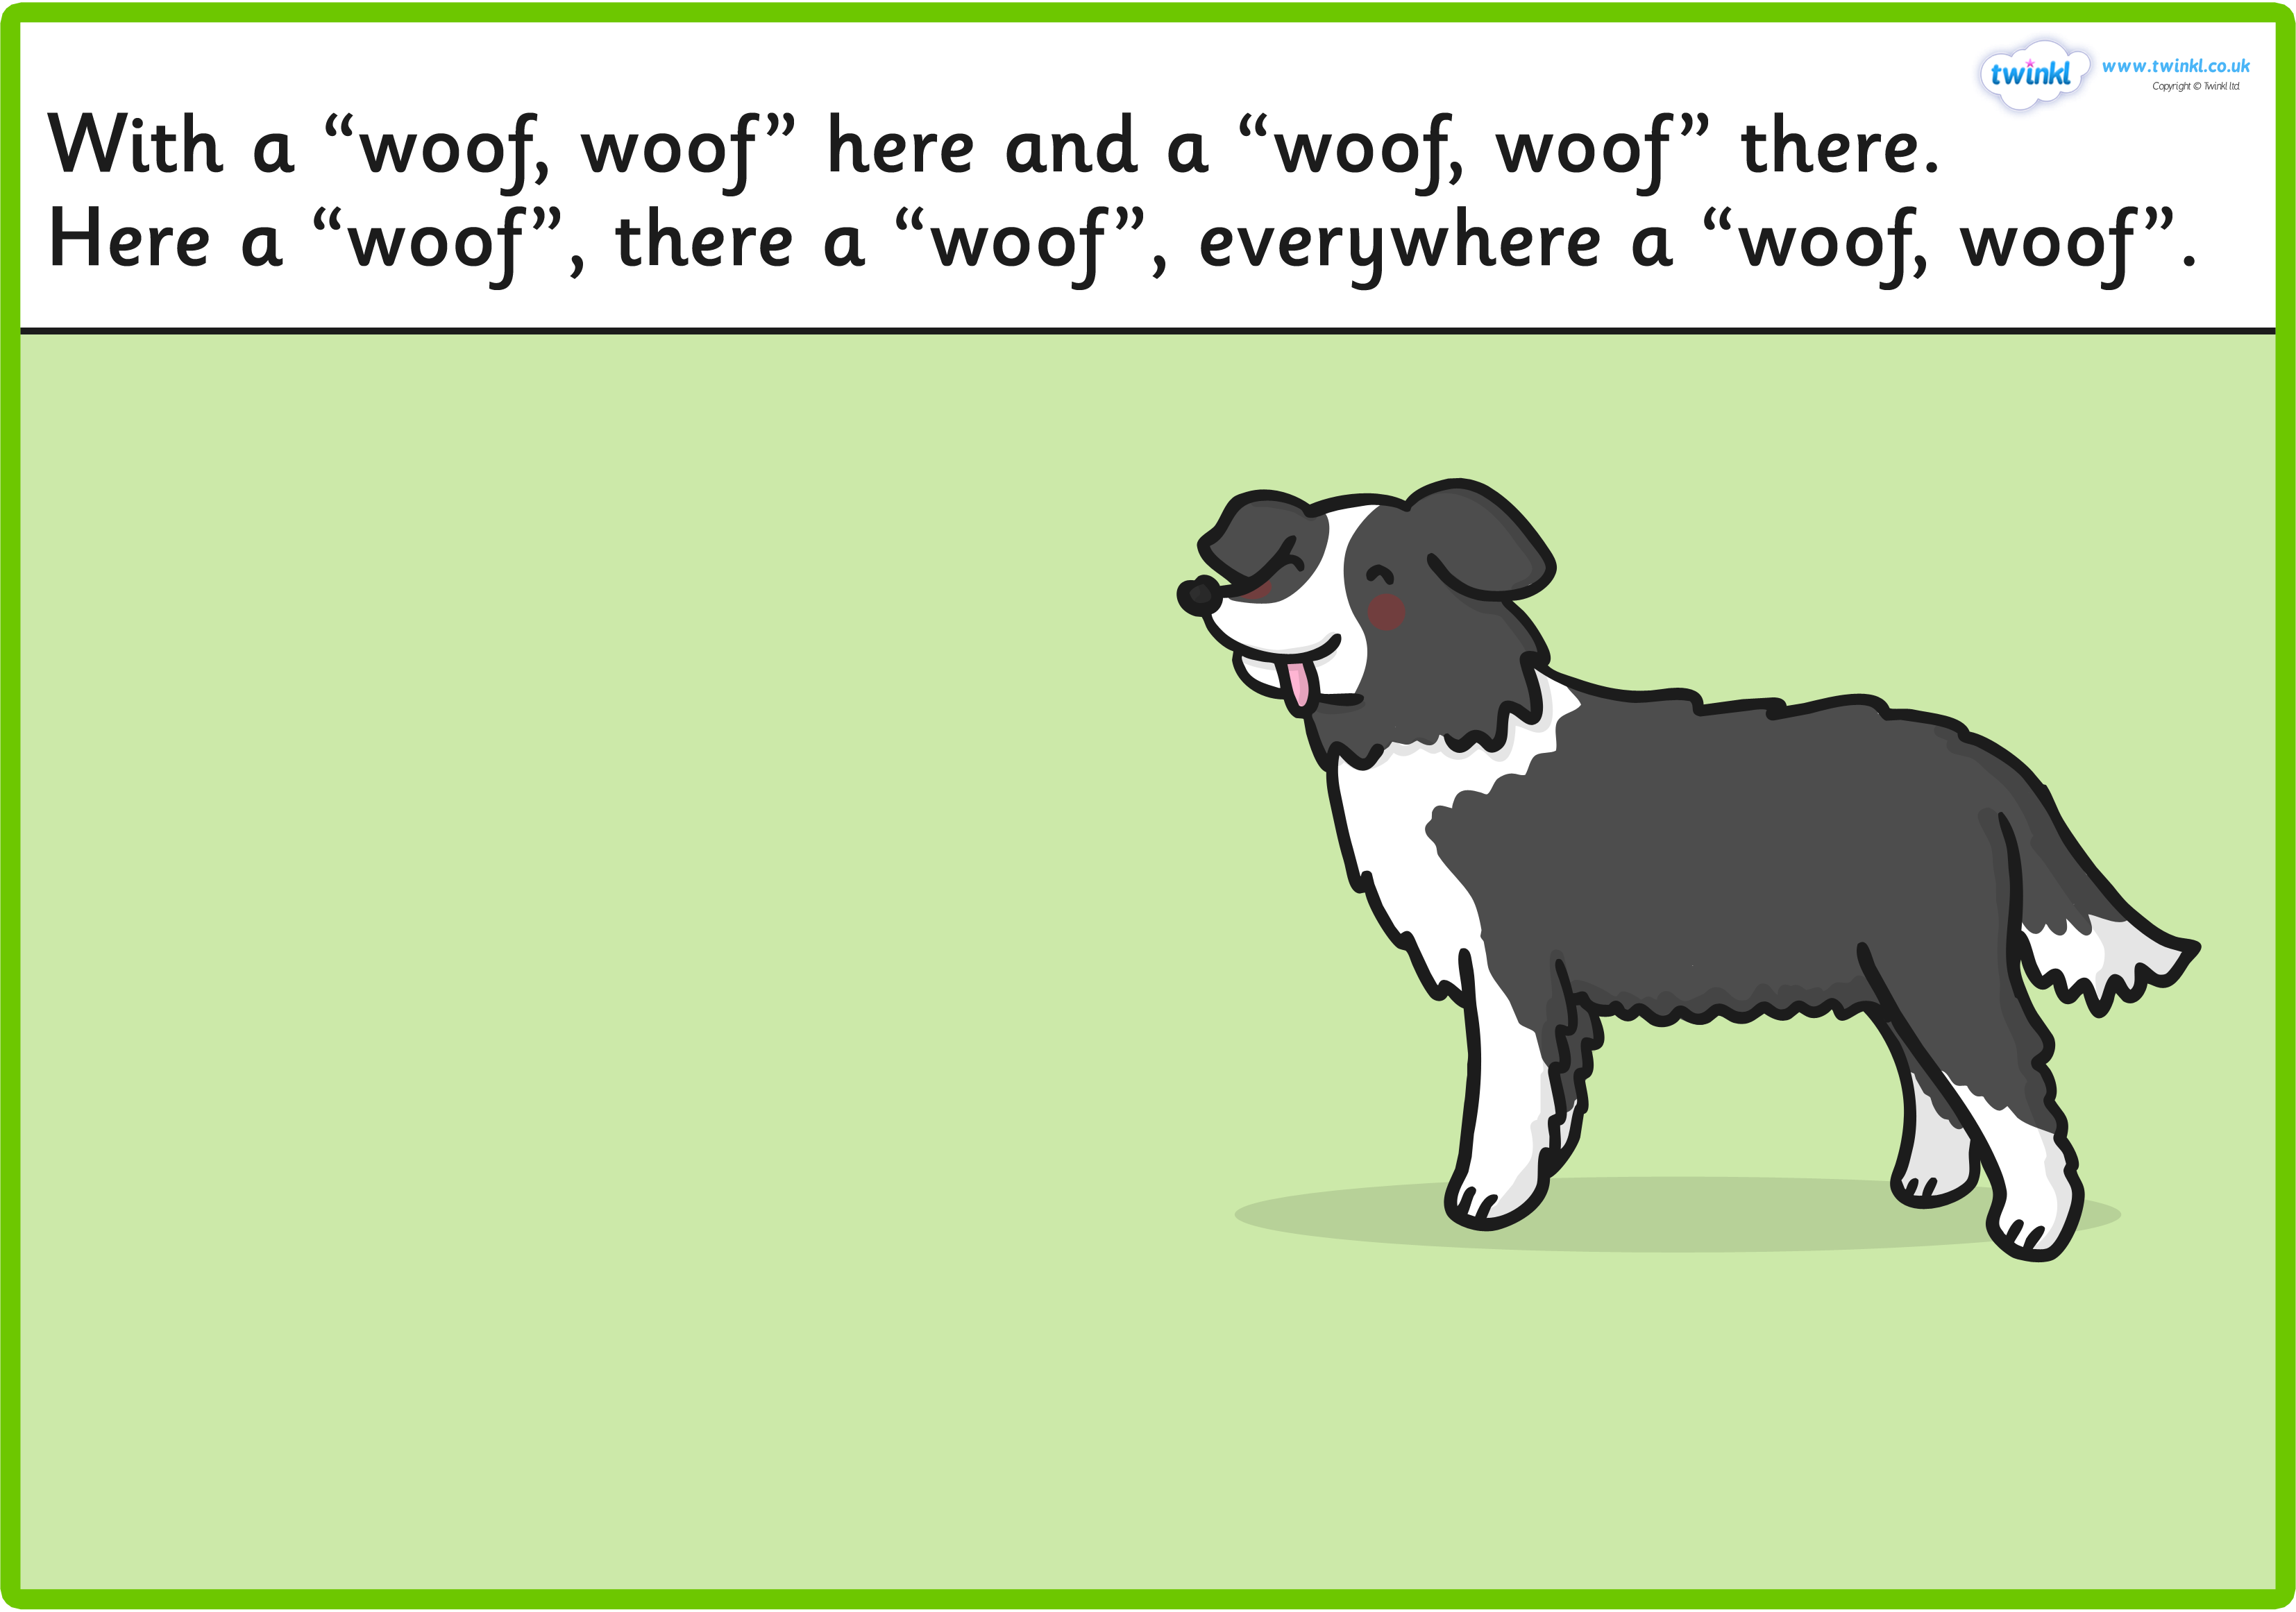 twinkl
www.twinkl.co.uk
Copyright © Twinkl ltd.
With a “woof, woof” here and a “woof, woof” there.
Here a “woof”, there a “woof”, everywhere a “woof, woof”.